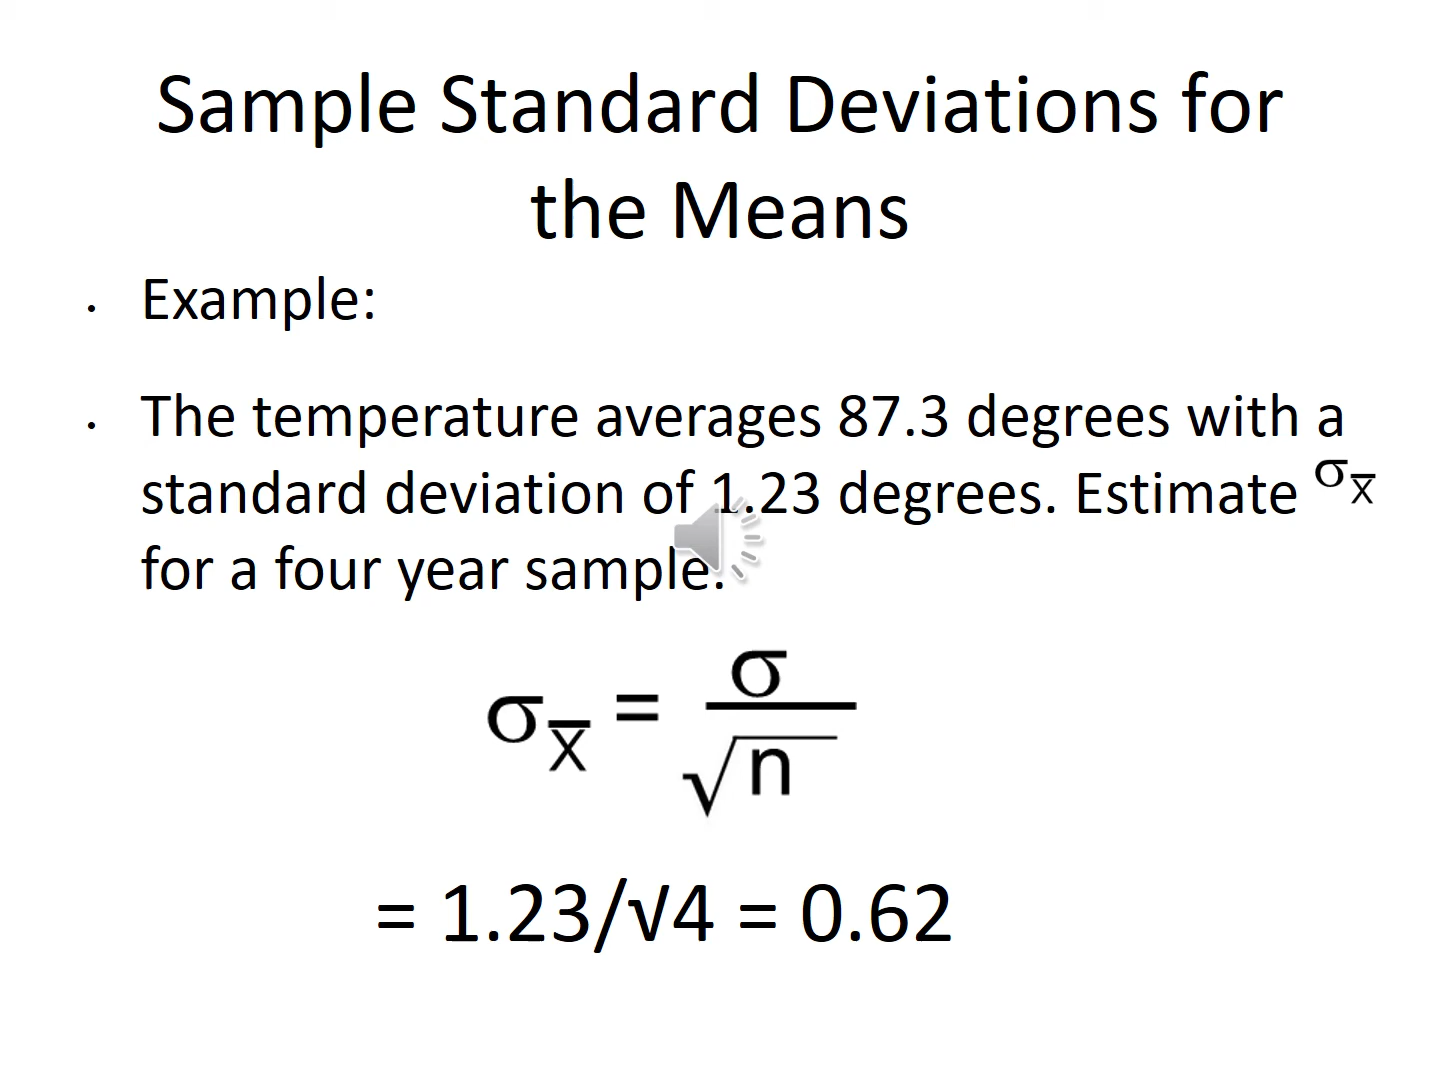 Sample Standard Deviations for
the Means
• Example:
• The temperature averages 87.3 degrees with a
standard deviation of 1.23 degrees. Estimate σx̅
for a four year sample.
σx̅ = σ/√n
= 1.23/√4 = 0.62